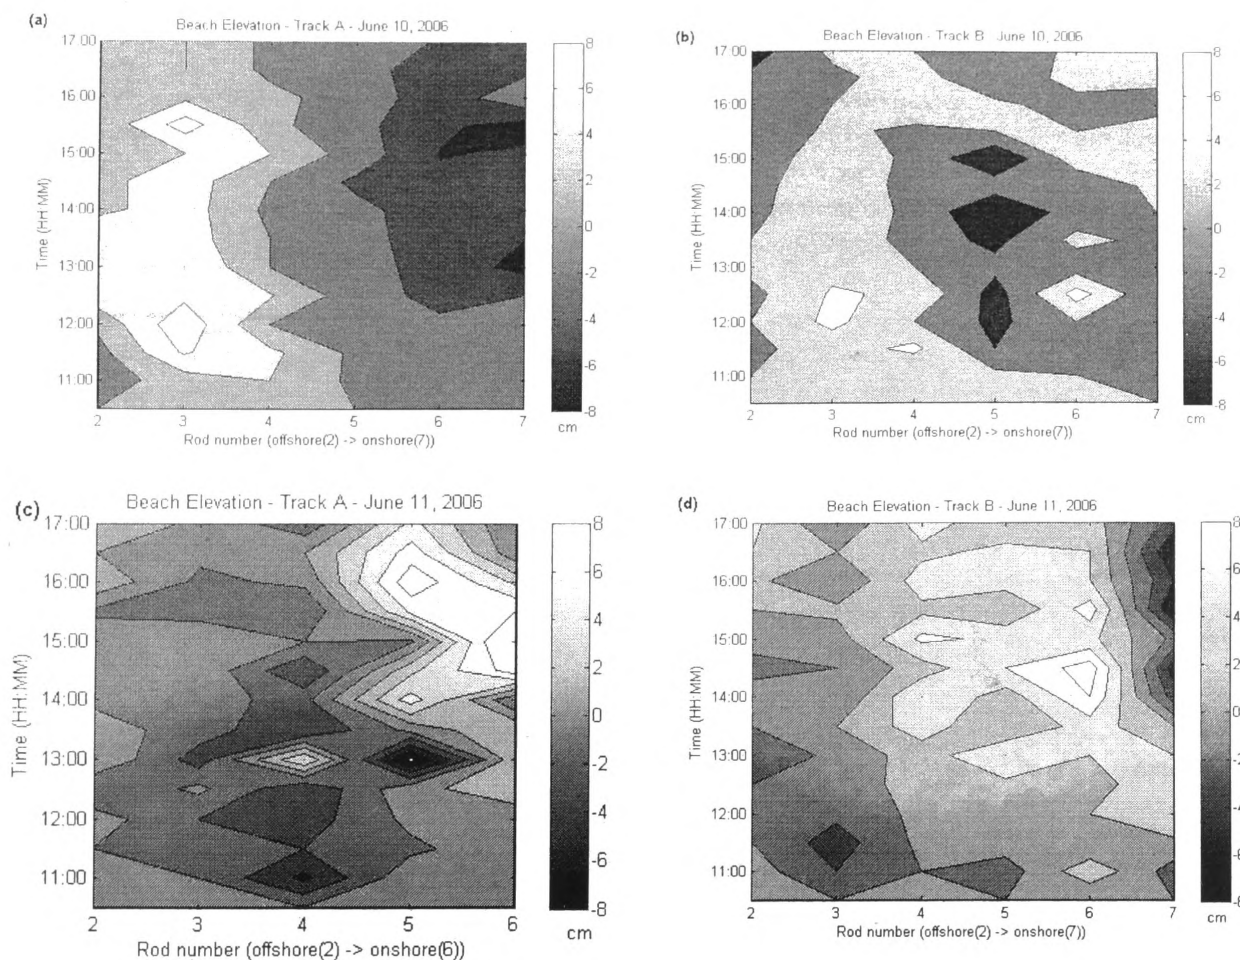 (a)
Beach Elevation - Track A - June 10, 2006
17:00
16:00
15:00
14:00
13:00
12:00
11:00
Time (HH:MM)
2 3 4 5 6 7
Rod number (offshore(2) -> onshore(7))
8
6
4
2
0
-2
-4
-6
-8
cm
(b)
Beach Elevation - Track B - June 10, 2006
17:00
16:00
15:00
14:00
13:00
12:00
11:00
Time (HH:MM)
2 3 4 5 6 7
Rod number (offshore(2) -> onshore(7))
8
6
4
2
0
-2
-4
-6
-8
cm
(c)
Beach Elevation - Track A - June 11, 2006
17:00
16:00
15:00
14:00
13:00
12:00
11:00
Time (HH:MM)
2 3 4 5 6
Rod number (offshore(2) -> onshore(6))
8
6
4
2
0
-2
-4
-6
-8
cm
(d)
Beach Elevation - Track B - June 11, 2006
17:00
16:00
15:00
14:00
13:00
12:00
11:00
Time (HH:MM)
2 3 4 5 6 7
Rod number (offshore(2) -> onshore(7))
8
6
4
2
0
-2
-4
-6
-8
cm